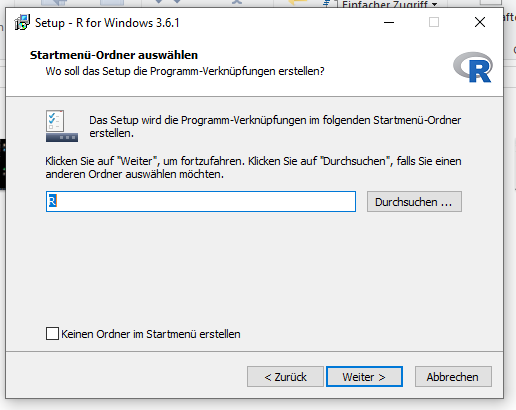 Einfacher Zugriff
Setup - R for Windows 3.6.1
Startmenü-Ordner auswählen
Wo soll das Setup die Programm-Verknüpfungen erstellen?
R
Das Setup wird die Programm-Verknüpfungen im folgenden Startmenü-Ordner
erstellen.
Klicken Sie auf "Weiter", um fortzufahren. Klicken Sie auf "Durchsuchen", falls Sie einen
anderen Ordner auswählen möchten.
R
Durchsuchen ...
Keinen Ordner im Startmenü erstellen
< Zurück
Weiter >
Abbrechen